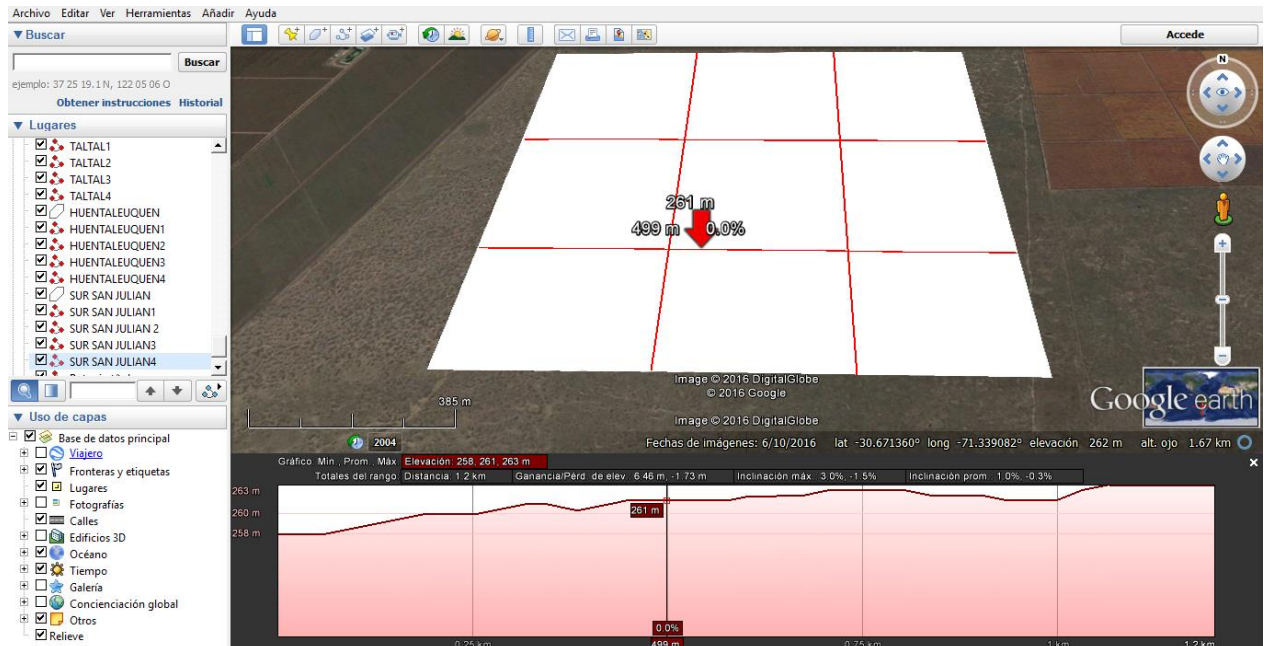 Archivo Editar Ver Herramientas Añadir Ayuda
▼ Buscar
Buscar
ejemplo: 37 25 19.1 N, 122 05 06 O
Obtener instrucciones Historial
▼ Lugares
TALTAL1
TALTAL2
TALTAL3
TALTAL4
HUENTALEUQUEN
HUENTALEUQUEN1
HUENTALEUQUEN2
HUENTALEUQUEN3
HUENTALEUQUEN4
SUR SAN JULIAN
SUR SAN JULIAN1
SUR SAN JULIAN 2
SUR SAN JULIAN3
SUR SAN JULIAN4
▼ Uso de capas
Base de datos principal
Viajero
Fronteras y etiquetas
Lugares
Fotografías
Calles
Edificios 3D
Océano
Tiempo
Galería
Concienciación global
Otros
Relieve
Accede
N
261 m
499 m 0.0%
Image © 2016 DigitalGlobe
© 2016 Google
Image © 2016 DigitalGlobe
385 m
Google earth
2004
Fechas de imágenes: 6/10/2016 lat -30.671360º long -71.339082º elevación 262 m alt. ojo 1.67 km
Gráfico: Mín., Prom., Máx. Elevación: 258, 261, 263 m
Totales del rango: Distancia: 1.2 km Ganancia/Pérd. de elev.: 6.46 m, -1.73 m Inclinación máx.: 3.0%, -1.5% Inclinación prom.: 1.0%, -0.3%
263 m
260 m
258 m
261 m
0.0%
0.25 km 499 m 0.75 km 1 km 1.2 km